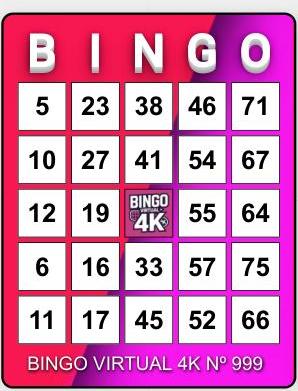 B I N G O
5 23 38 46 71
10 27 41 54 67
12 19 BINGO VIRTUAL 4K 55 64
6 16 33 57 75
11 17 45 52 66
BINGO VIRTUAL 4K Nº 999